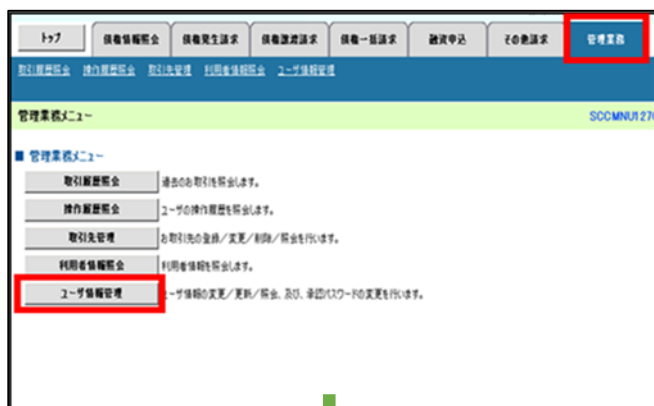 トップ 債権情報照会 債権発生請求 債権譲渡請求 債権一括請求 融資申込 その他請求 管理業務
取引履歴照会 操作履歴照会 取引先管理 利用者情報照会 ユーザ情報管理
管理業務メニュー SCCMNU1270
■ 管理業務メニュー
取引履歴照会 過去のお取引を照会します。
操作履歴照会 ユーザの操作履歴を照会します。
取引先管理 お取引先の登録／変更／削除／照会を行います。
利用者情報照会 利用者情報を照会します。
ユーザ情報管理 ユーザ情報の変更／更新／照会、及び、承認パスワードの変更を行います。